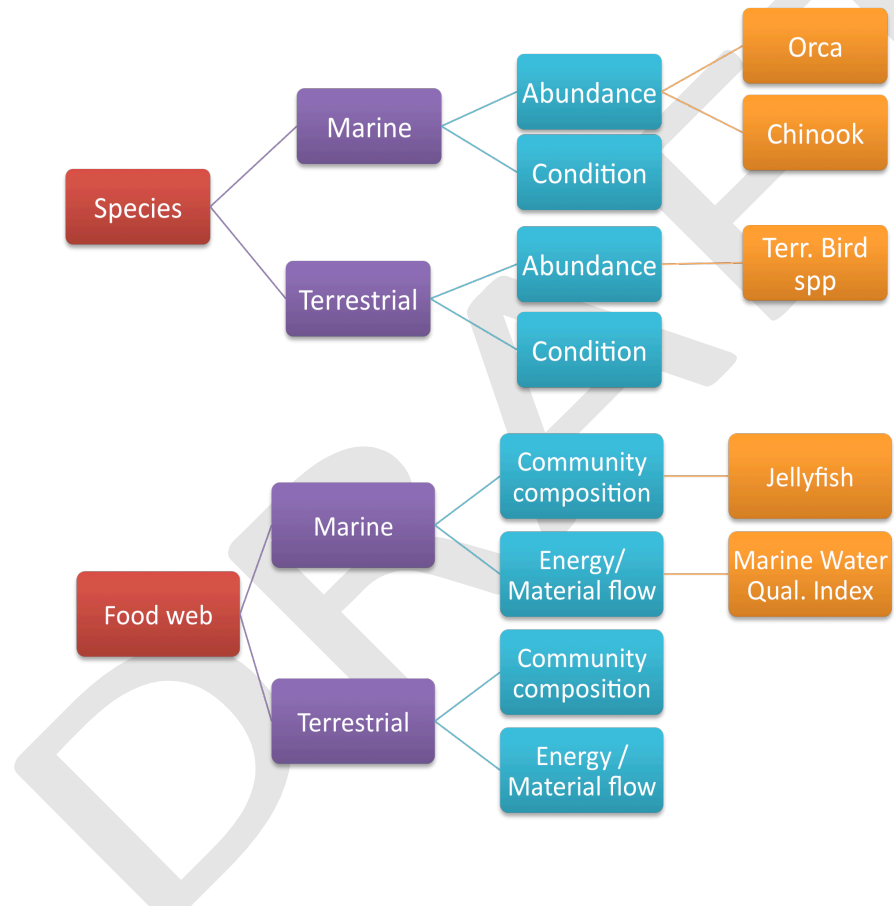 Orca
Abundance
Marine
Chinook
Condition
Species
Terr. Bird
spp
Abundance
Terrestrial
Condition
Community
composition
Jellyfish
Marine
Energy/
Material flow
Marine Water
Qual. Index
Food web
Community
composition
Terrestrial
Energy /
Material flow
DRAFT